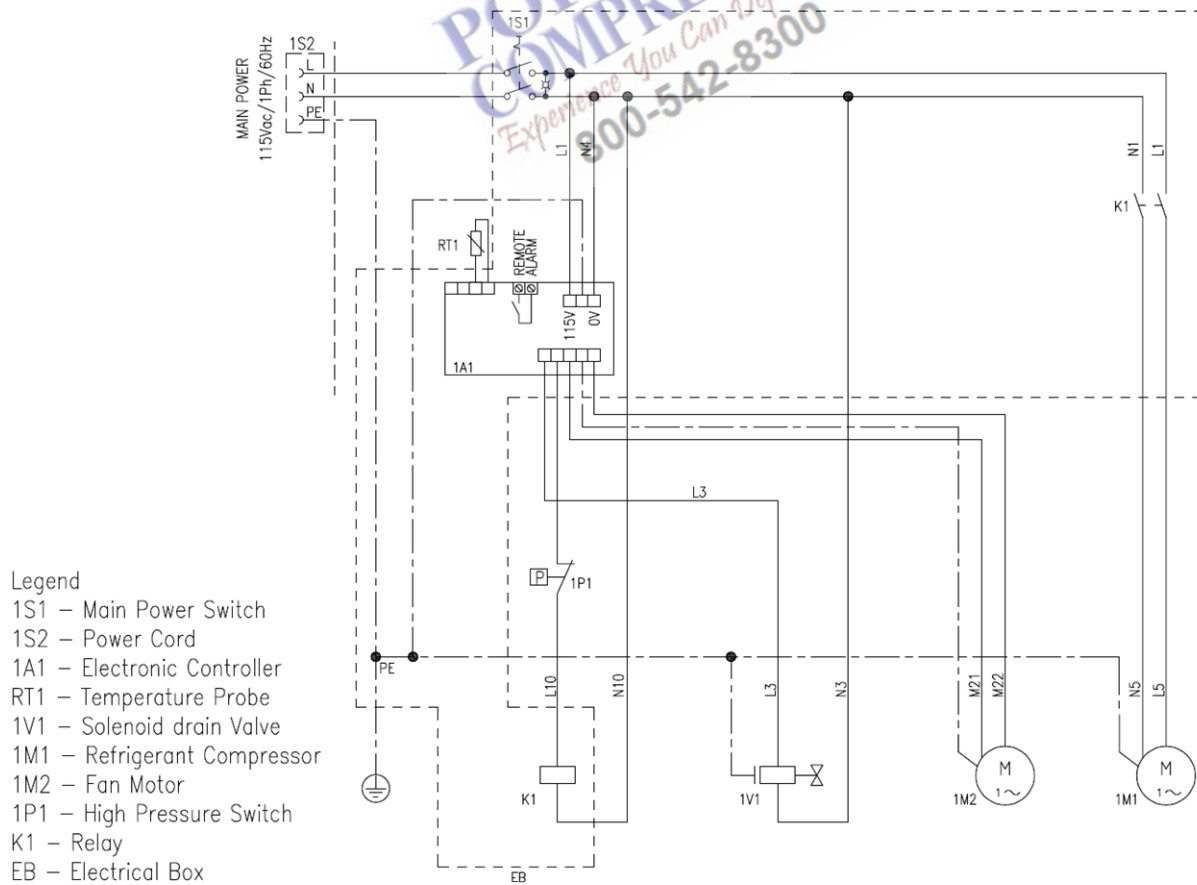 1S1
1S2
MAIN POWER
115Vac/1Ph/60Hz
L
N
PE
Experience You Can Dep
800-542-8300
L1
N4
N1
L1
K1
RT1
REMOTE
ALARM
115V
0V
1A1
L3
P
1P1
PE
L10
N10
L3
N3
M21
M22
N5
L5
M
1~
M
1~
K1
1V1
1M2
1M1
EB
Legend
1S1 – Main Power Switch
1S2 – Power Cord
1A1 – Electronic Controller
RT1 – Temperature Probe
1V1 – Solenoid drain Valve
1M1 – Refrigerant Compressor
1M2 – Fan Motor
1P1 – High Pressure Switch
K1 – Relay
EB – Electrical Box